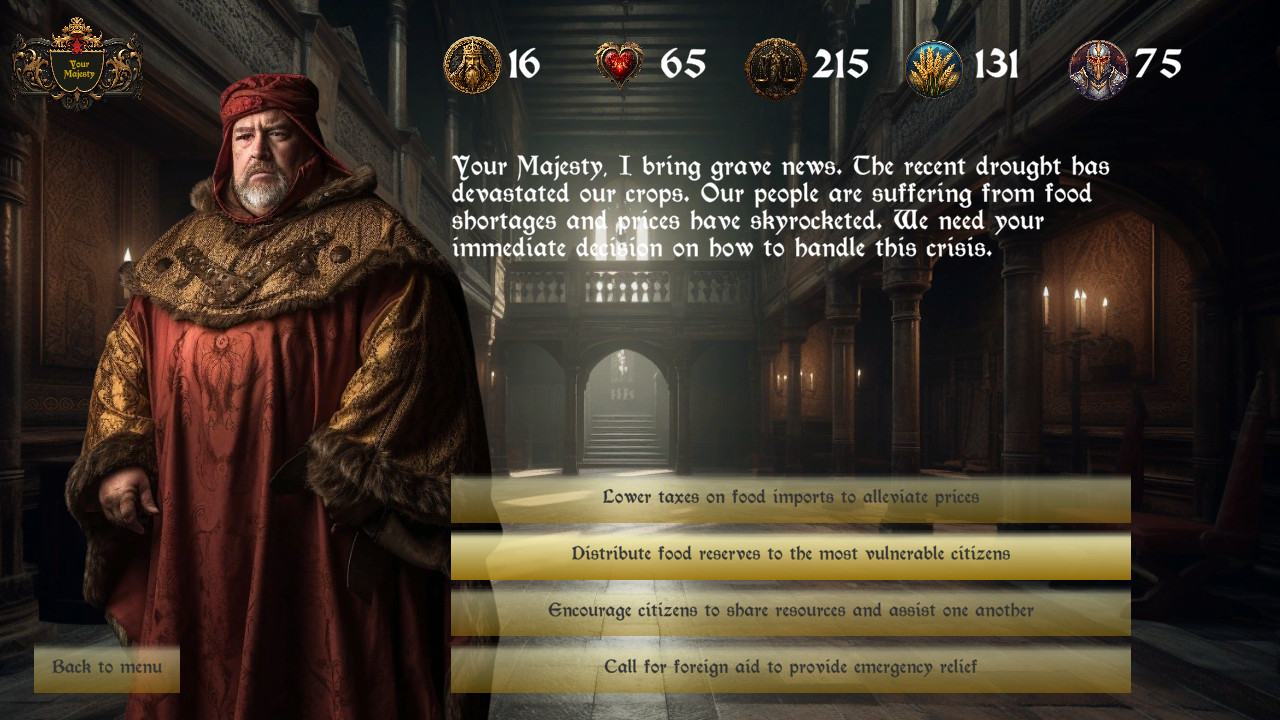 Your
Majesty
16
65
215
131
75
Your Majesty, I bring grave news. The recent drought has
devastated our crops. Our people are suffering from food
shortages and prices have skyrocketed. We need your
immediate decision on how to handle this crisis.
Lower taxes on food imports to alleviate prices
Distribute food reserves to the most vulnerable citizens
Encourage citizens to share resources and assist one another
Call for foreign aid to provide emergency relief
Back to menu